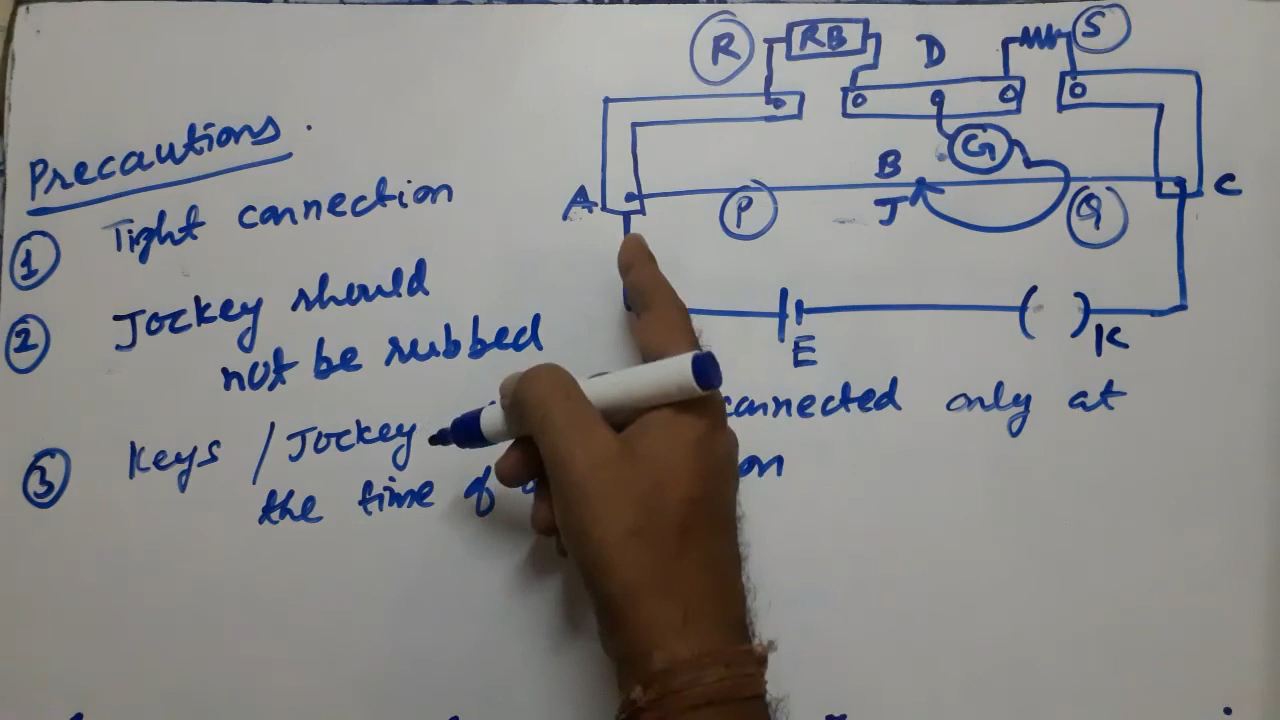 Precautions.
① Tight connection
② Jockey should
not be rubbed
③ Keys / Jockey connected only at
the time of
R
RB
D
S
G
A
P
B
J
Q
C
E
K